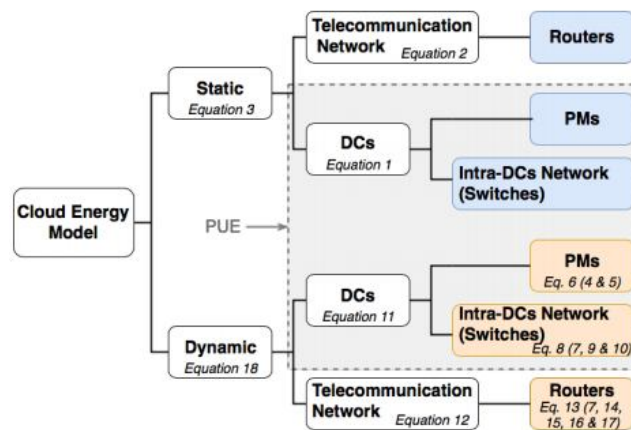 Telecommunication
Network
Equation 2
Routers
Static
Equation 3
PMs
DCs
Equation 1
Intra-DCs Network
(Switches)
Cloud Energy
Model
PUE
PMs
Eq. 6 (4 & 5)
DCs
Equation 11
Intra-DCs Network
(Switches)
Eq. 8 (7, 9 & 10)
Dynamic
Equation 18
Telecommunication
Network
Equation 12
Routers
Eq. 13 (7, 14,
15, 16 & 17)